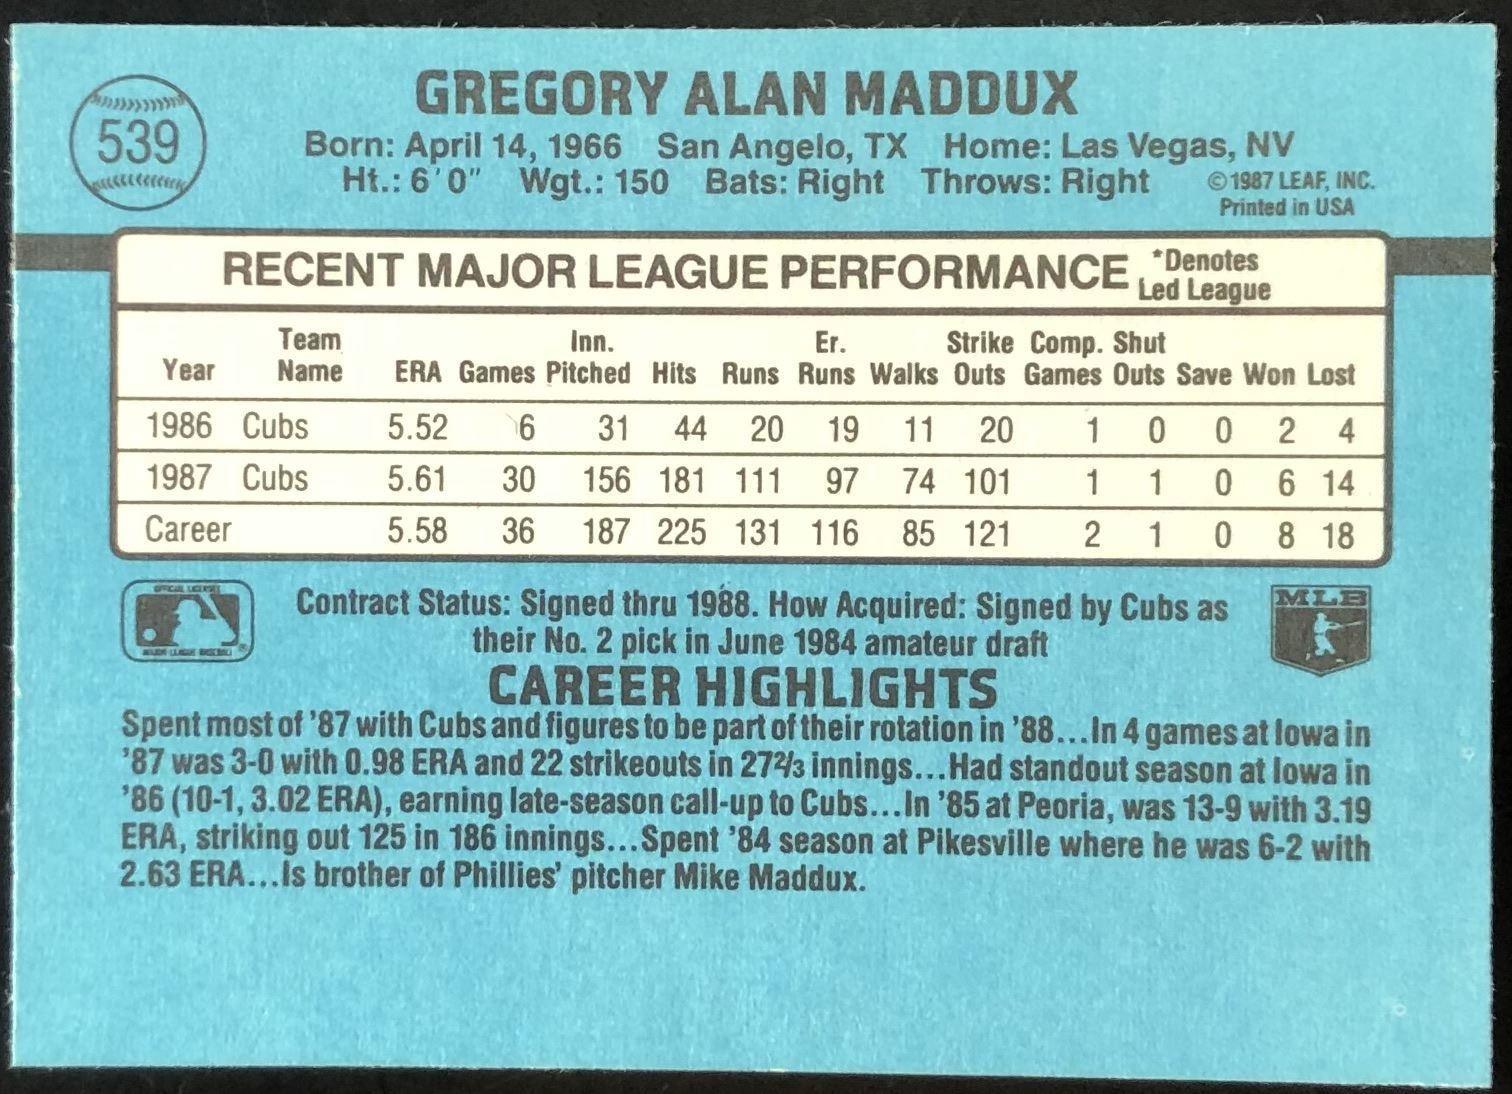 539
GREGORY ALAN MADDUX
Born: April 14, 1966 San Angelo, TX Home: Las Vegas, NV
Ht.: 6'0" Wgt.: 150 Bats: Right Throws: Right
©1987 LEAF, INC.
Printed in USA
RECENT MAJOR LEAGUE PERFORMANCE *Denotes
Led League
Team Inn. Er. Strike Comp. Shut
Year Name ERA Games Pitched Hits Runs Runs Walks Outs Games Outs Save Won Lost
1986 Cubs 5.52 6 31 44 20 19 11 20 1 0 0 2 4
1987 Cubs 5.61 30 156 181 111 97 74 101 1 1 0 6 14
Career 5.58 36 187 225 131 116 85 121 2 1 0 8 18
OFFICIAL LICENSEE
MAJOR LEAGUE BASEBALL
®
MLB
Contract Status: Signed thru 1988. How Acquired: Signed by Cubs as
their No. 2 pick in June 1984 amateur draft
CAREER HIGHLIGHTS
Spent most of '87 with Cubs and figures to be part of their rotation in '88...In 4 games at Iowa in
'87 was 3-0 with 0.98 ERA and 22 strikeouts in 27⅔ innings...Had standout season at Iowa in
'86 (10-1, 3.02 ERA), earning late-season call-up to Cubs...In '85 at Peoria, was 13-9 with 3.19
ERA, striking out 125 in 186 innings...Spent '84 season at Pikesville where he was 6-2 with
2.63 ERA...Is brother of Phillies' pitcher Mike Maddux.